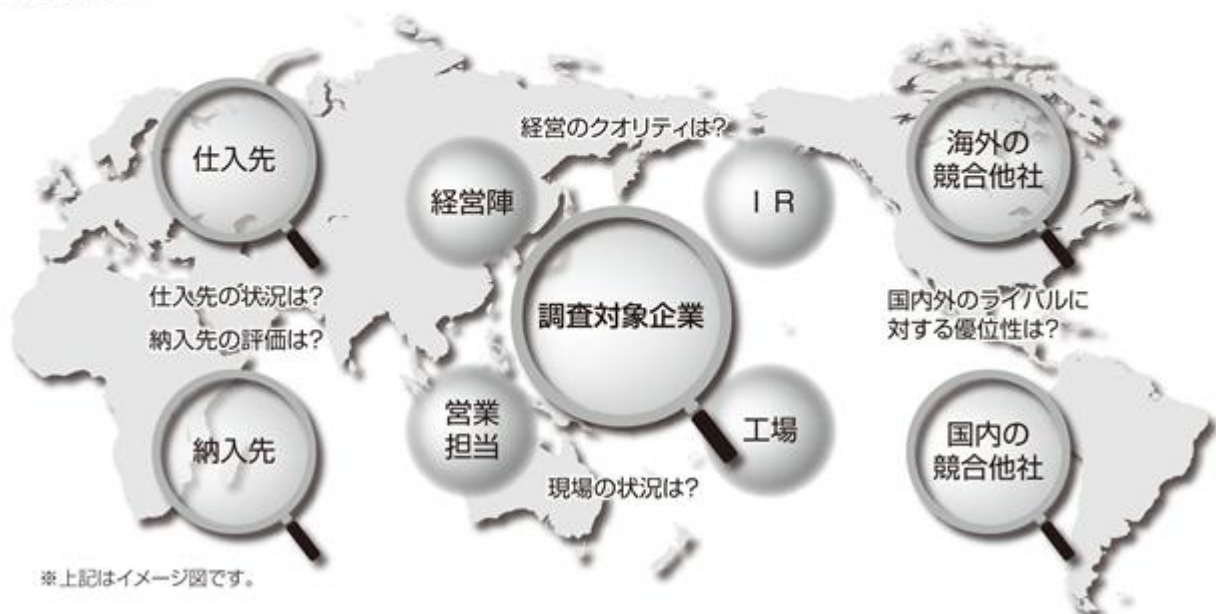 仕入先
経営のクオリティは?
海外の
競合他社
経営陣
IR
調査対象企業
仕入先の状況は?
納入先の評価は?
国内外のライバルに
対する優位性は?
納入先
営業
担当
工場
国内の
競合他社
現場の状況は?
※上記はイメージ図です。